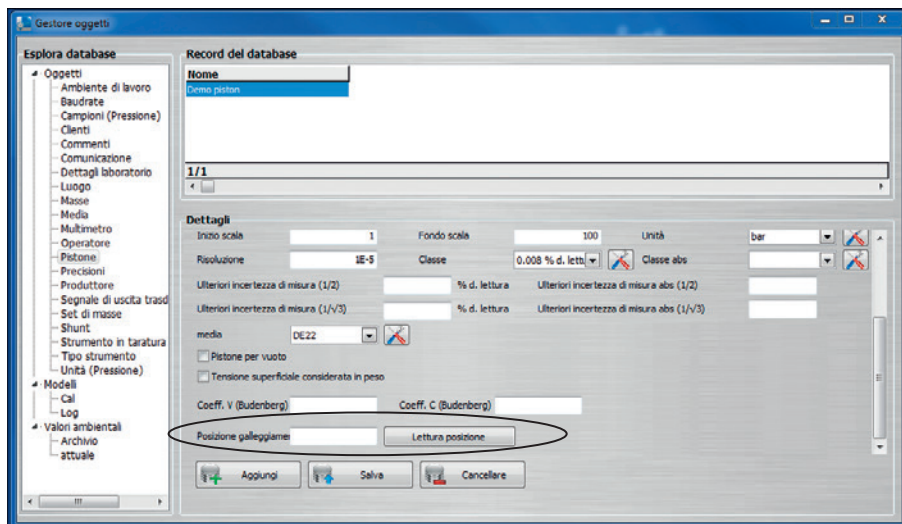 Gestore oggetti
Esplora database
Oggetti
Ambiente di lavoro
Baudrate
Campioni (Pressione)
Clienti
Commenti
Comunicazione
Dettagli laboratorio
Luogo
Masse
Media
Multimetro
Operatore
Pistone
Precisioni
Produttore
Segnale di uscita trasd
Set di masse
Shunt
Strumento in taratura
Tipo strumento
Unità (Pressione)
Modelli
Cal
Log
Valori ambientali
Archivio
attuale
Record del database
Nome
Demo piston
1/1
Dettagli
Inizio scala 1 Fondo scala 100 Unità bar
Risoluzione 1E-5 Classe 0.008 % d. lett Classe abs
Ulteriori incertezza di misura (1/2) % d. lettura Ulteriori incertezza di misura abs (1/2)
Ulteriori incertezza di misura (1/√3) % d. lettura Ulteriori incertezza di misura abs (1/√3)
media DE22
Pistone per vuoto
Tensione superficiale considerata in peso
Coeff. V (Budenberg) Coeff. C (Budenberg)
Posizione galleggiame Lettura posizione
Aggiungi Salva Cancellare